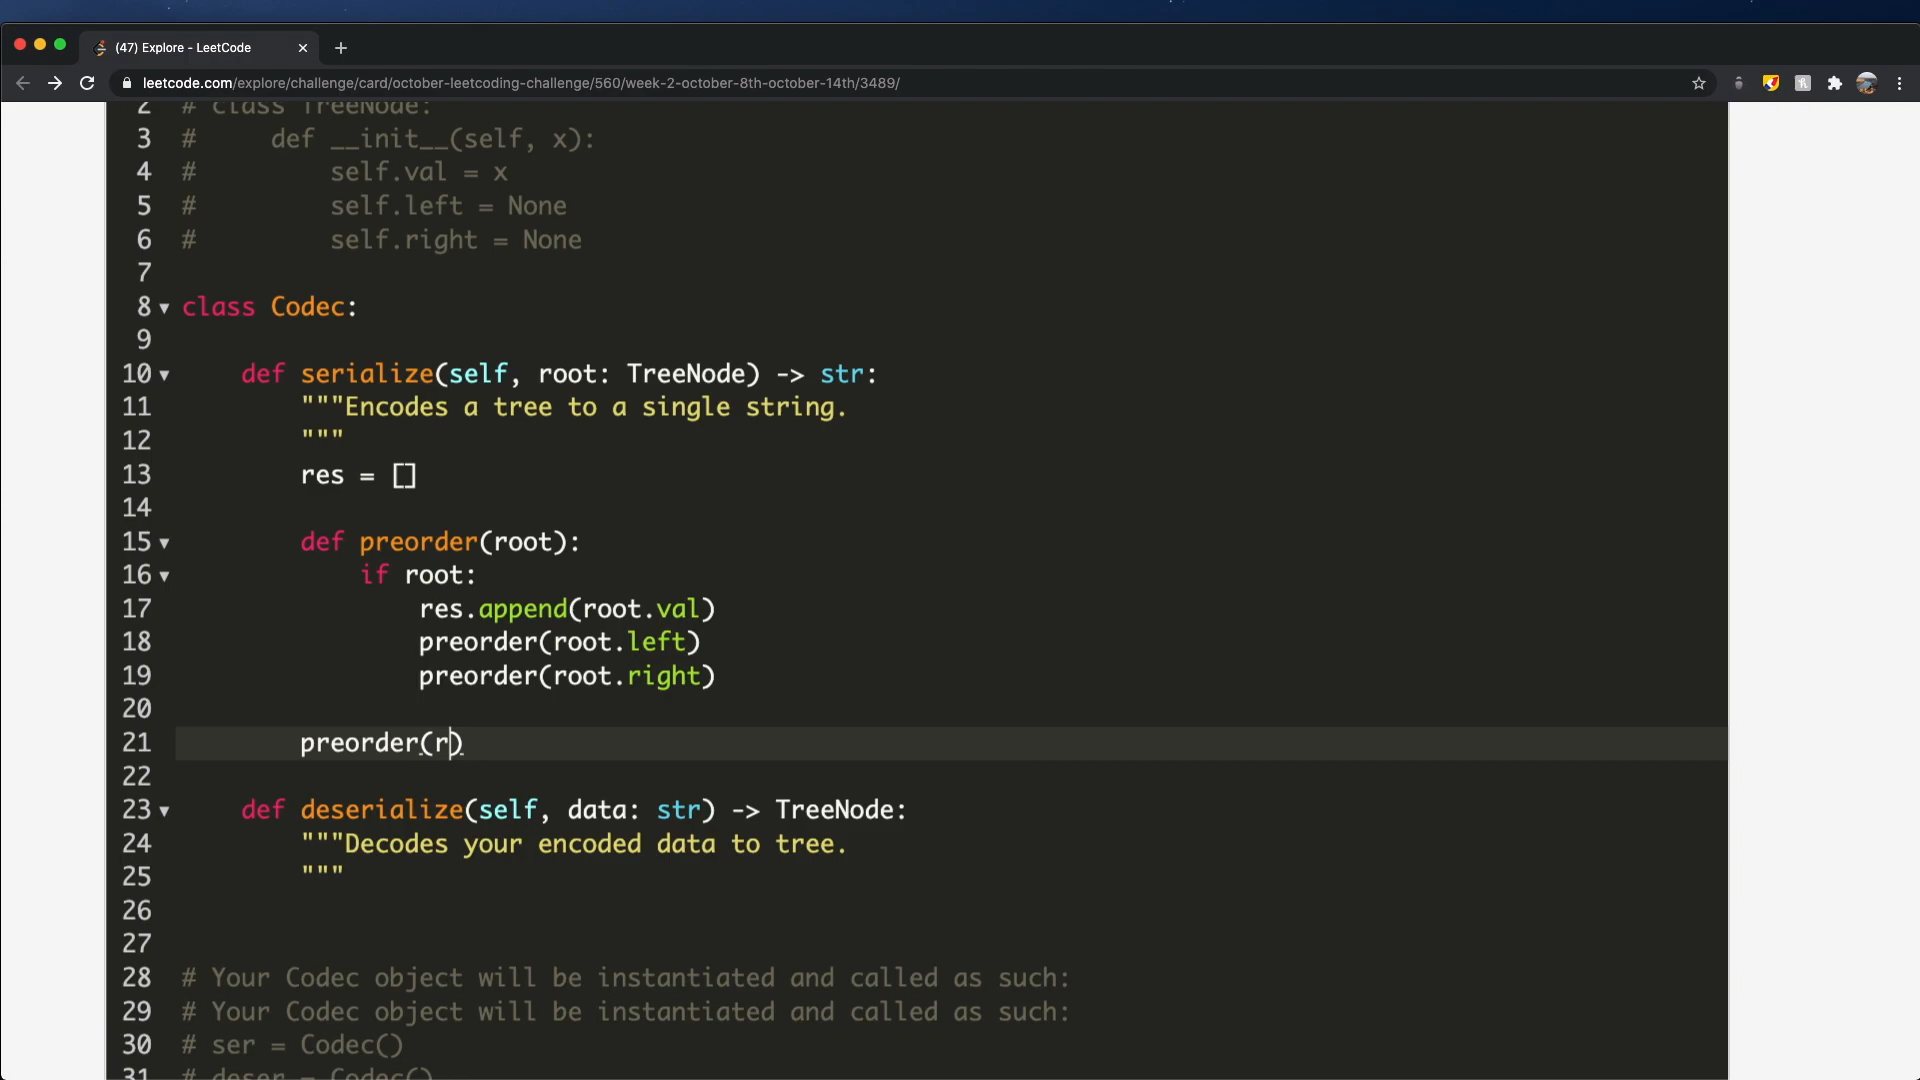 (47) Explore - LeetCode
leetcode.com/explore/challenge/card/october-leetcoding-challenge/560/week-2-october-8th-october-14th/3489/
2 # class TreeNode:
3 #     def __init__(self, x):
4 #         self.val = x
5 #         self.left = None
6 #         self.right = None
7
8 class Codec:
9
10     def serialize(self, root: TreeNode) -> str:
11         """Encodes a tree to a single string.
12         """
13         res = []
14
15         def preorder(root):
16             if root:
17                 res.append(root.val)
18                 preorder(root.left)
19                 preorder(root.right)
20
21         preorder(r)
22
23     def deserialize(self, data: str) -> TreeNode:
24         """Decodes your encoded data to tree.
25         """
26
27
28 # Your Codec object will be instantiated and called as such:
29 # Your Codec object will be instantiated and called as such:
30 # ser = Codec()
31 # deser = Codec()